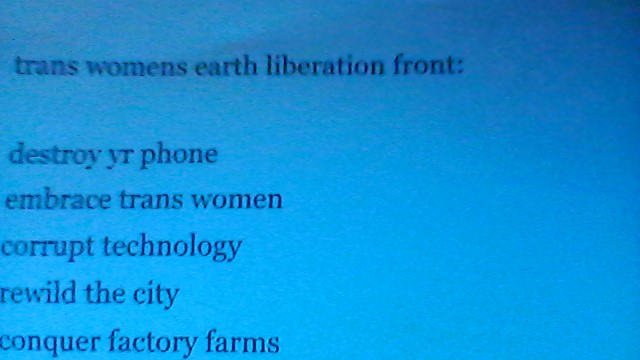 trans womens earth liberation front:
destroy yr phone
embrace trans women
corrupt technology
rewild the city
conquer factory farms